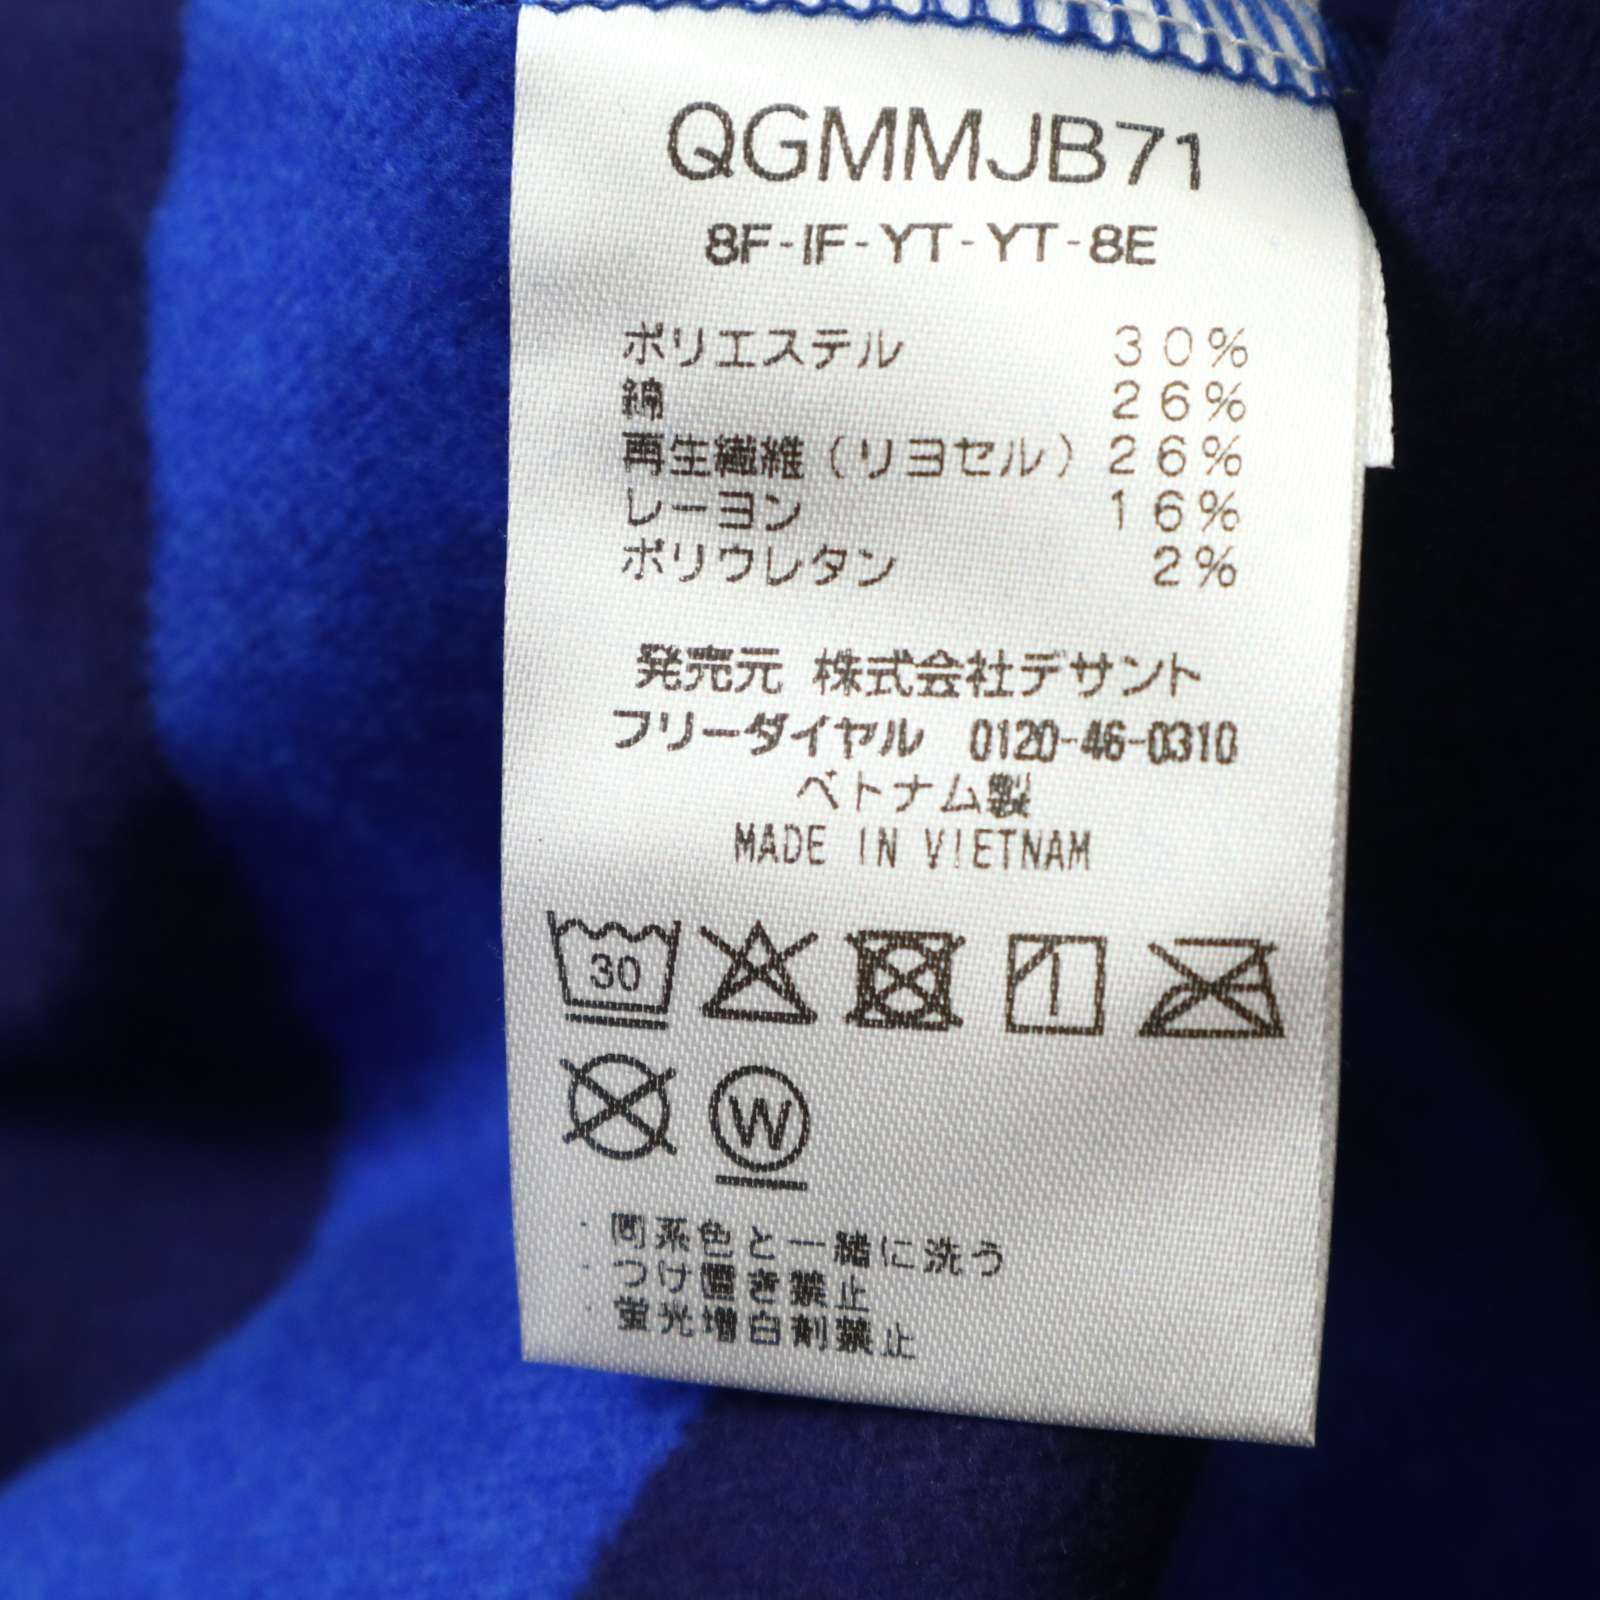 QGMMJB71
8F-IF-YT-YT-8E
ポリエステル 30%
綿 26%
再生繊維(リヨセル) 26%
レーヨン 16%
ポリウレタン 2%
発売元 株式会社デサント
フリーダイヤル 0120-46-0310
ベトナム製
MADE IN VIETNAM
30
W
・同系色と一緒に洗う
・つけ置き禁止
・蛍光増白剤禁止